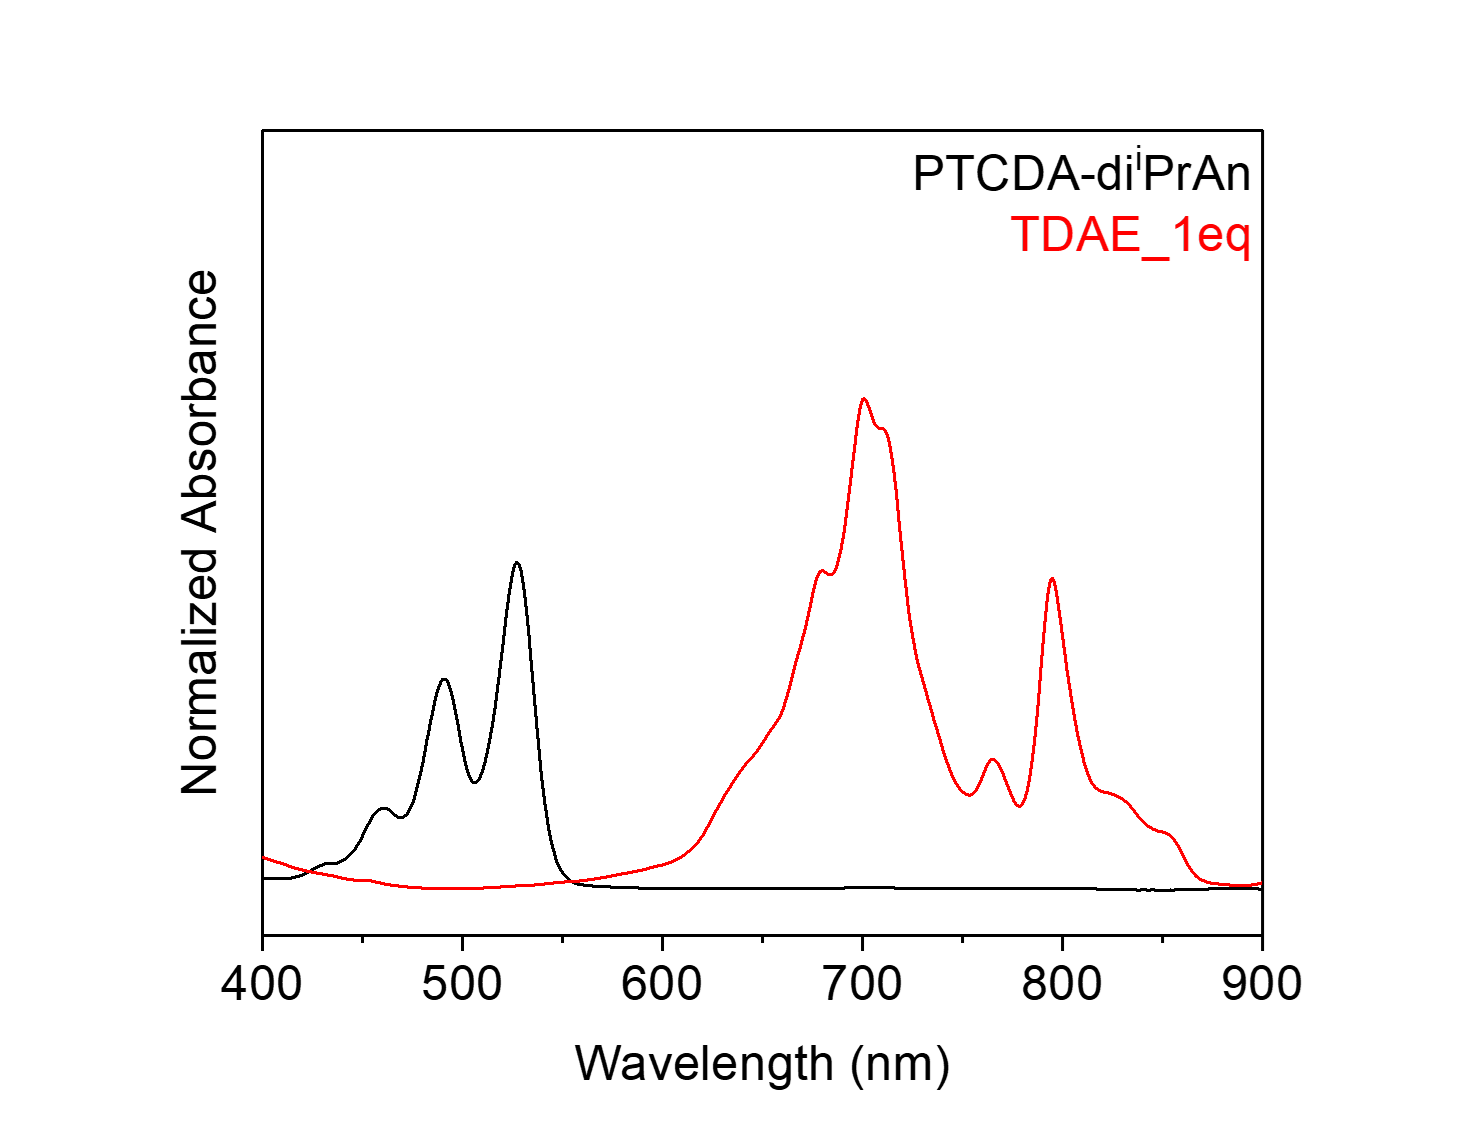 PTCDA-diⁱPrAn
TDAE_1eq
Normalized Absorbance
400 500 600 700 800 900
Wavelength (nm)